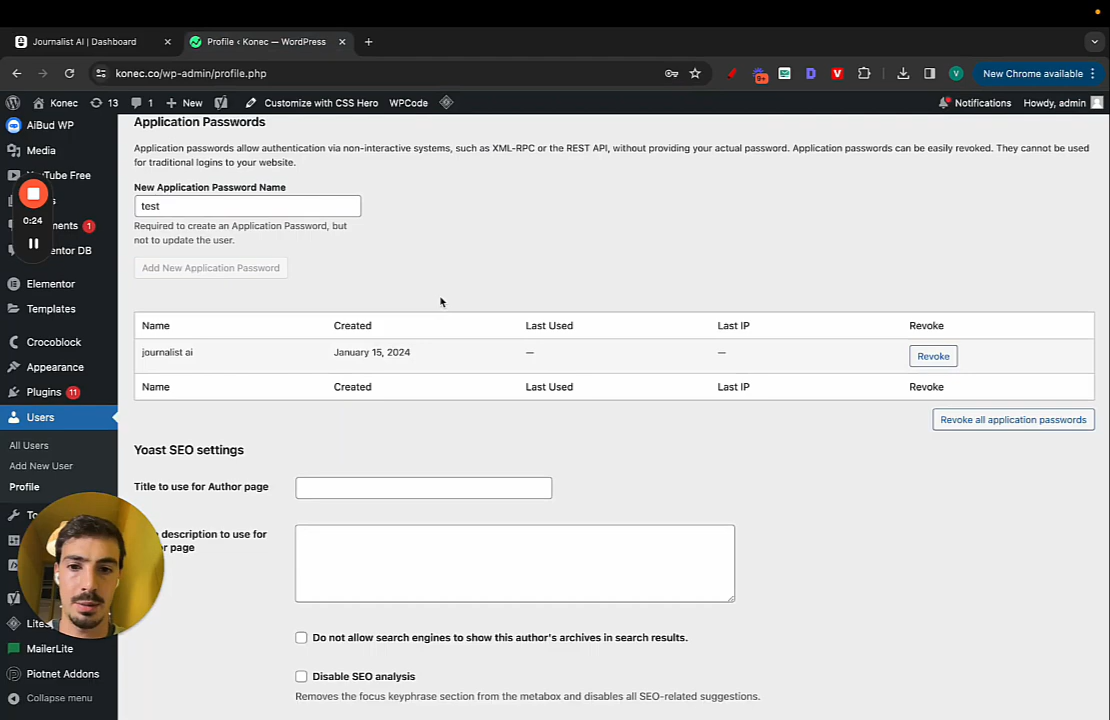 Journalist AI | Dashboard
Profile ‹ Konec — WordPress
konec.co/wp-admin/profile.php
9+
D
V
V
New Chrome available
Konec
13
1
New
Customize with CSS Hero
WPCode
Notifications
Howdy, admin
AiBud WP
Media
YouTube Free
0:24
1
Elementor
Templates
Crocoblock
Appearance
Plugins 11
Users
All Users
Add New User
Profile
MailerLite
Piotnet Addons
Collapse menu
Application Passwords
Application passwords allow authentication via non-interactive systems, such as XML-RPC or the REST API, without providing your actual password. Application passwords can be easily revoked. They cannot be used
for traditional logins to your website.
New Application Password Name
test
Required to create an Application Password, but
not to update the user.
Add New Application Password
Name Created Last Used Last IP Revoke
journalist ai January 15, 2024 — — Revoke
Name Created Last Used Last IP Revoke
Revoke all application passwords
Yoast SEO settings
Title to use for Author page
description to use for
page
Do not allow search engines to show this author's archives in search results.
Disable SEO analysis
Removes the focus keyphrase section from the metabox and disables all SEO-related suggestions.